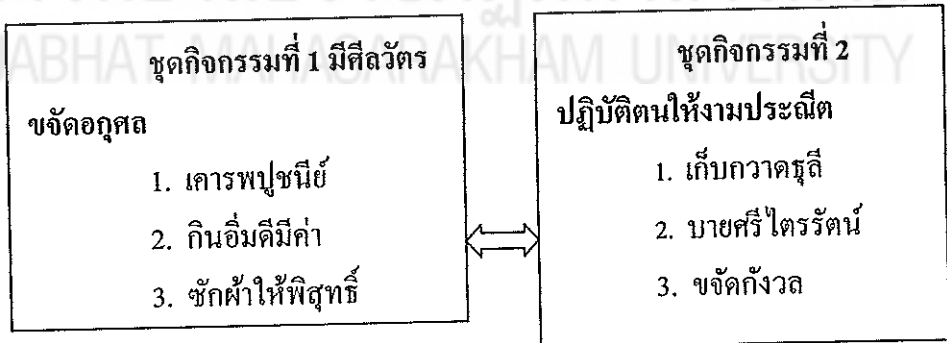 ABHAT MAHASARAKHAM UNIVERSITY
ชุดกิจกรรมที่ 1 มีศีลวัตร
ขจัดอกุศล
1. เคารพปูชนีย์
2. กินอิ่มดีมีค่า
3. ซักผ้าให้พิสุทธิ์
ชุดกิจกรรมที่ 2
ปฏิบัติตนให้งามประณีต
1. เก็บกวาดธุลี
2. บายศรีไตรรัตน์
3. ขจัดกังวล